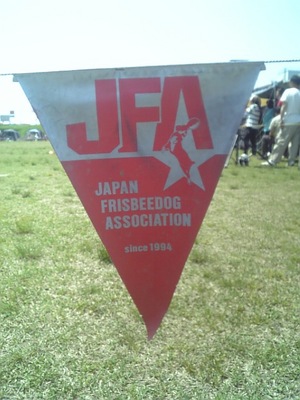 JFA
JAPAN
FRISBEEDOG
ASSOCIATION
since 1994